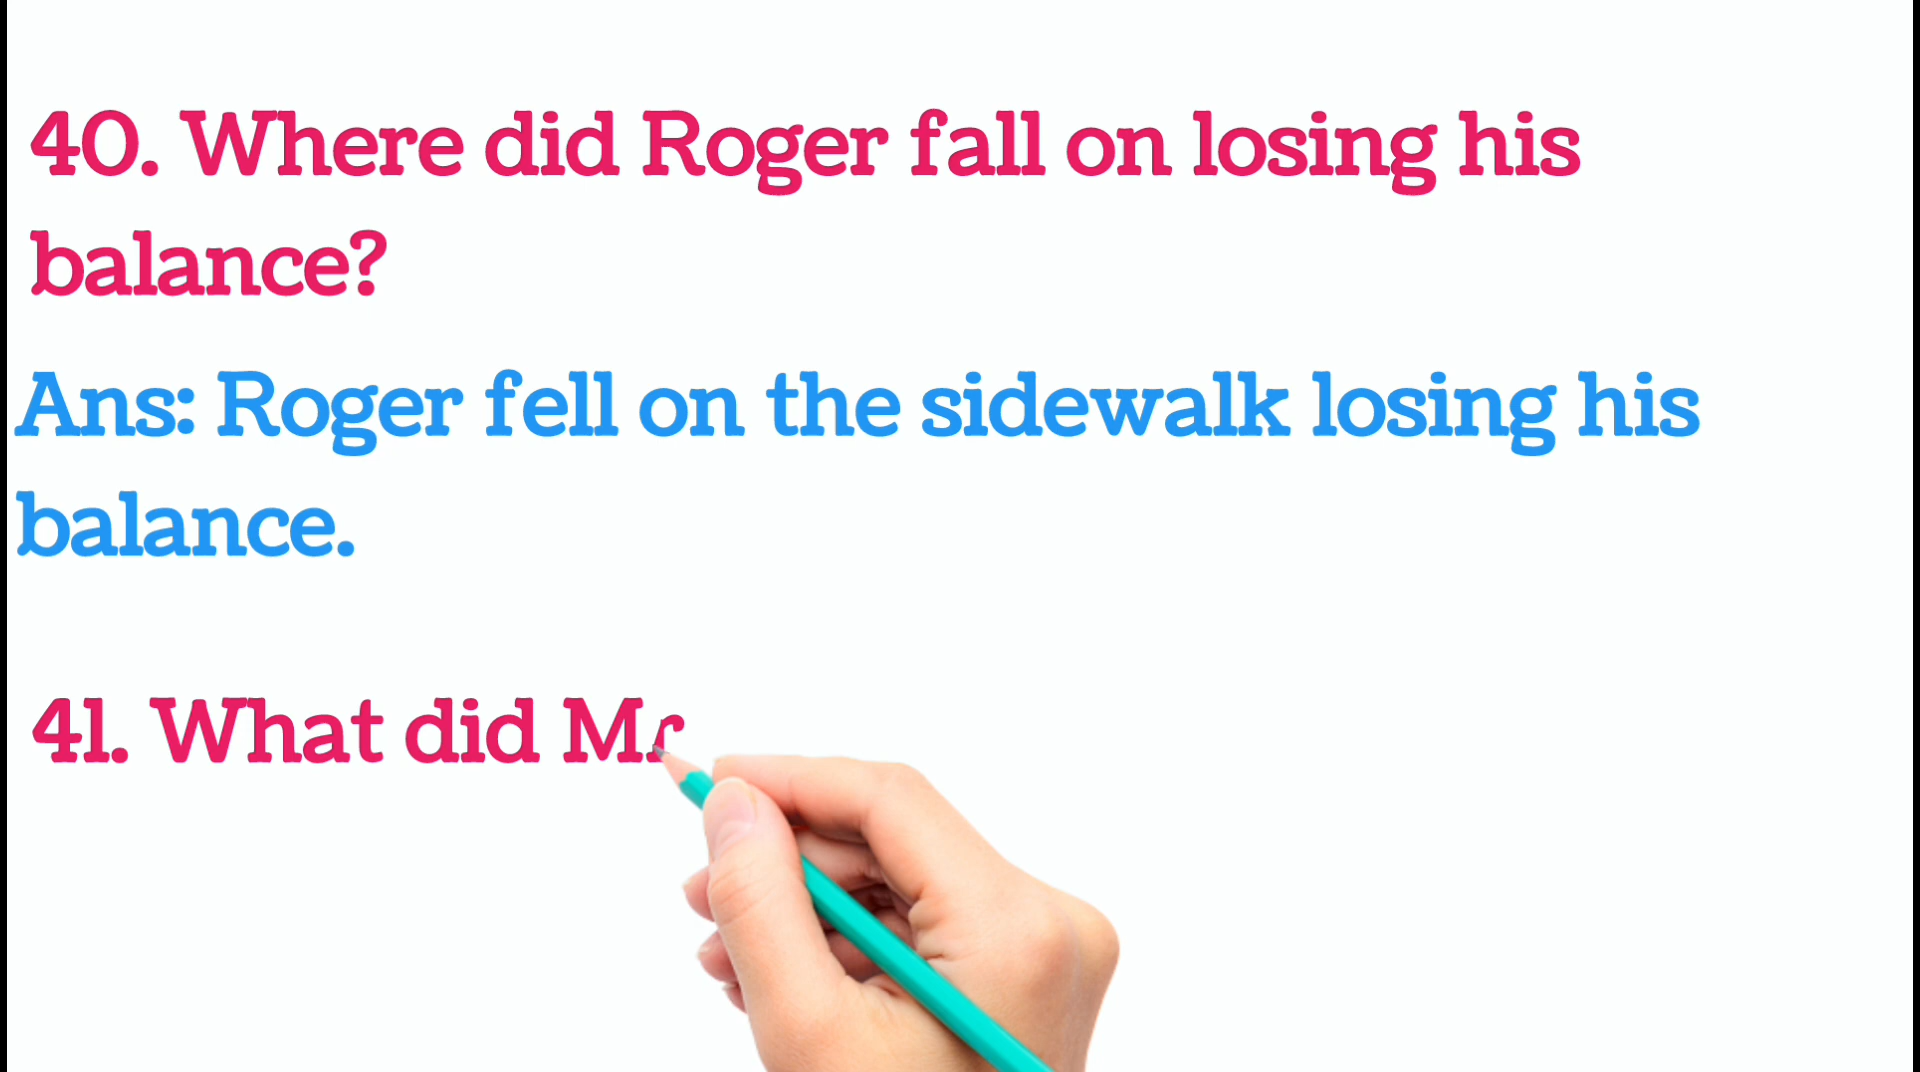 40. Where did Roger fall on losing his
balance?
Ans: Roger fell on the sidewalk losing his
balance.
41. What did Mr